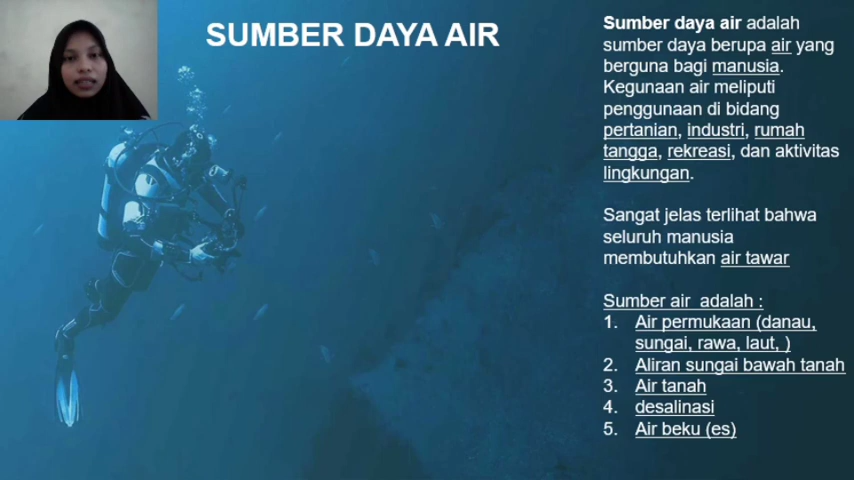 SUMBER DAYA AIR
Sumber daya air adalah
sumber daya berupa air yang
berguna bagi manusia.
Kegunaan air meliputi
penggunaan di bidang
pertanian, industri, rumah
tangga, rekreasi, dan aktivitas
lingkungan.
Sangat jelas terlihat bahwa
seluruh manusia
membutuhkan air tawar
Sumber air adalah :
1. Air permukaan (danau,
sungai, rawa, laut, )
2. Aliran sungai bawah tanah
3. Air tanah
4. desalinasi
5. Air beku (es)